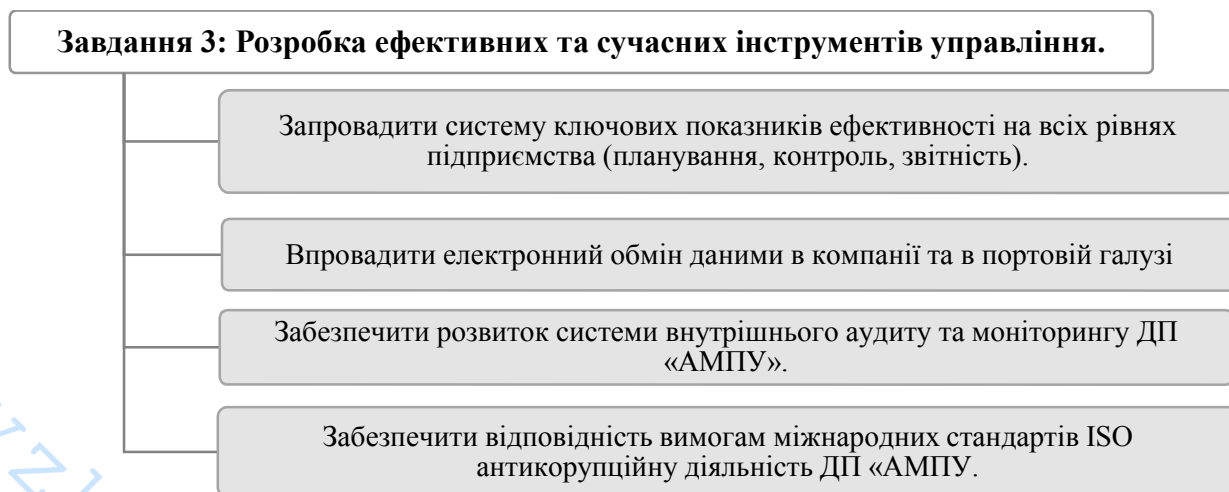 Завдання 3: Розробка ефективних та сучасних інструментів управління.
Запровадити систему ключових показників ефективності на всіх рівнях
підприємства (планування, контроль, звітність).
Впровадити електронний обмін даними в компанії та в портовій галузі
Забезпечити розвиток системи внутрішнього аудиту та моніторингу ДП
«АМПУ».
Забезпечити відповідність вимогам міжнародних стандартів ISO
антикорупційну діяльність ДП «АМПУ.